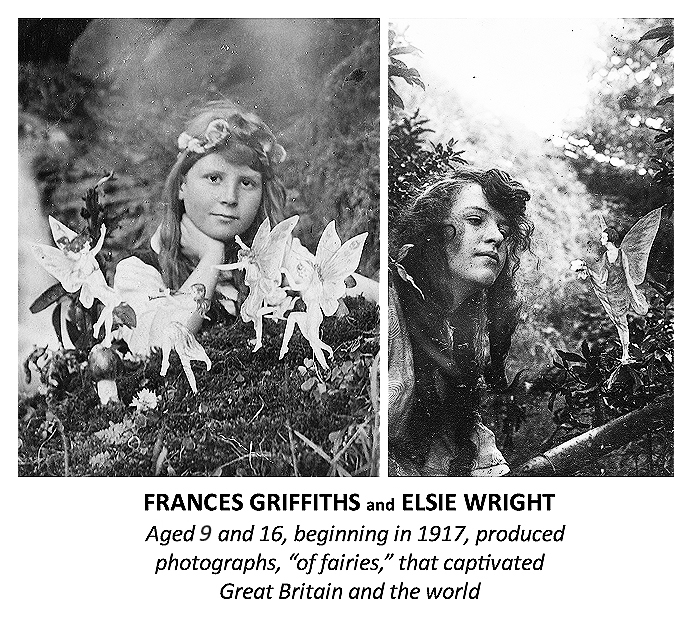 FRANCES GRIFFITHS and ELSIE WRIGHT
Aged 9 and 16, beginning in 1917, produced
photographs, “of fairies,” that captivated
Great Britain and the world